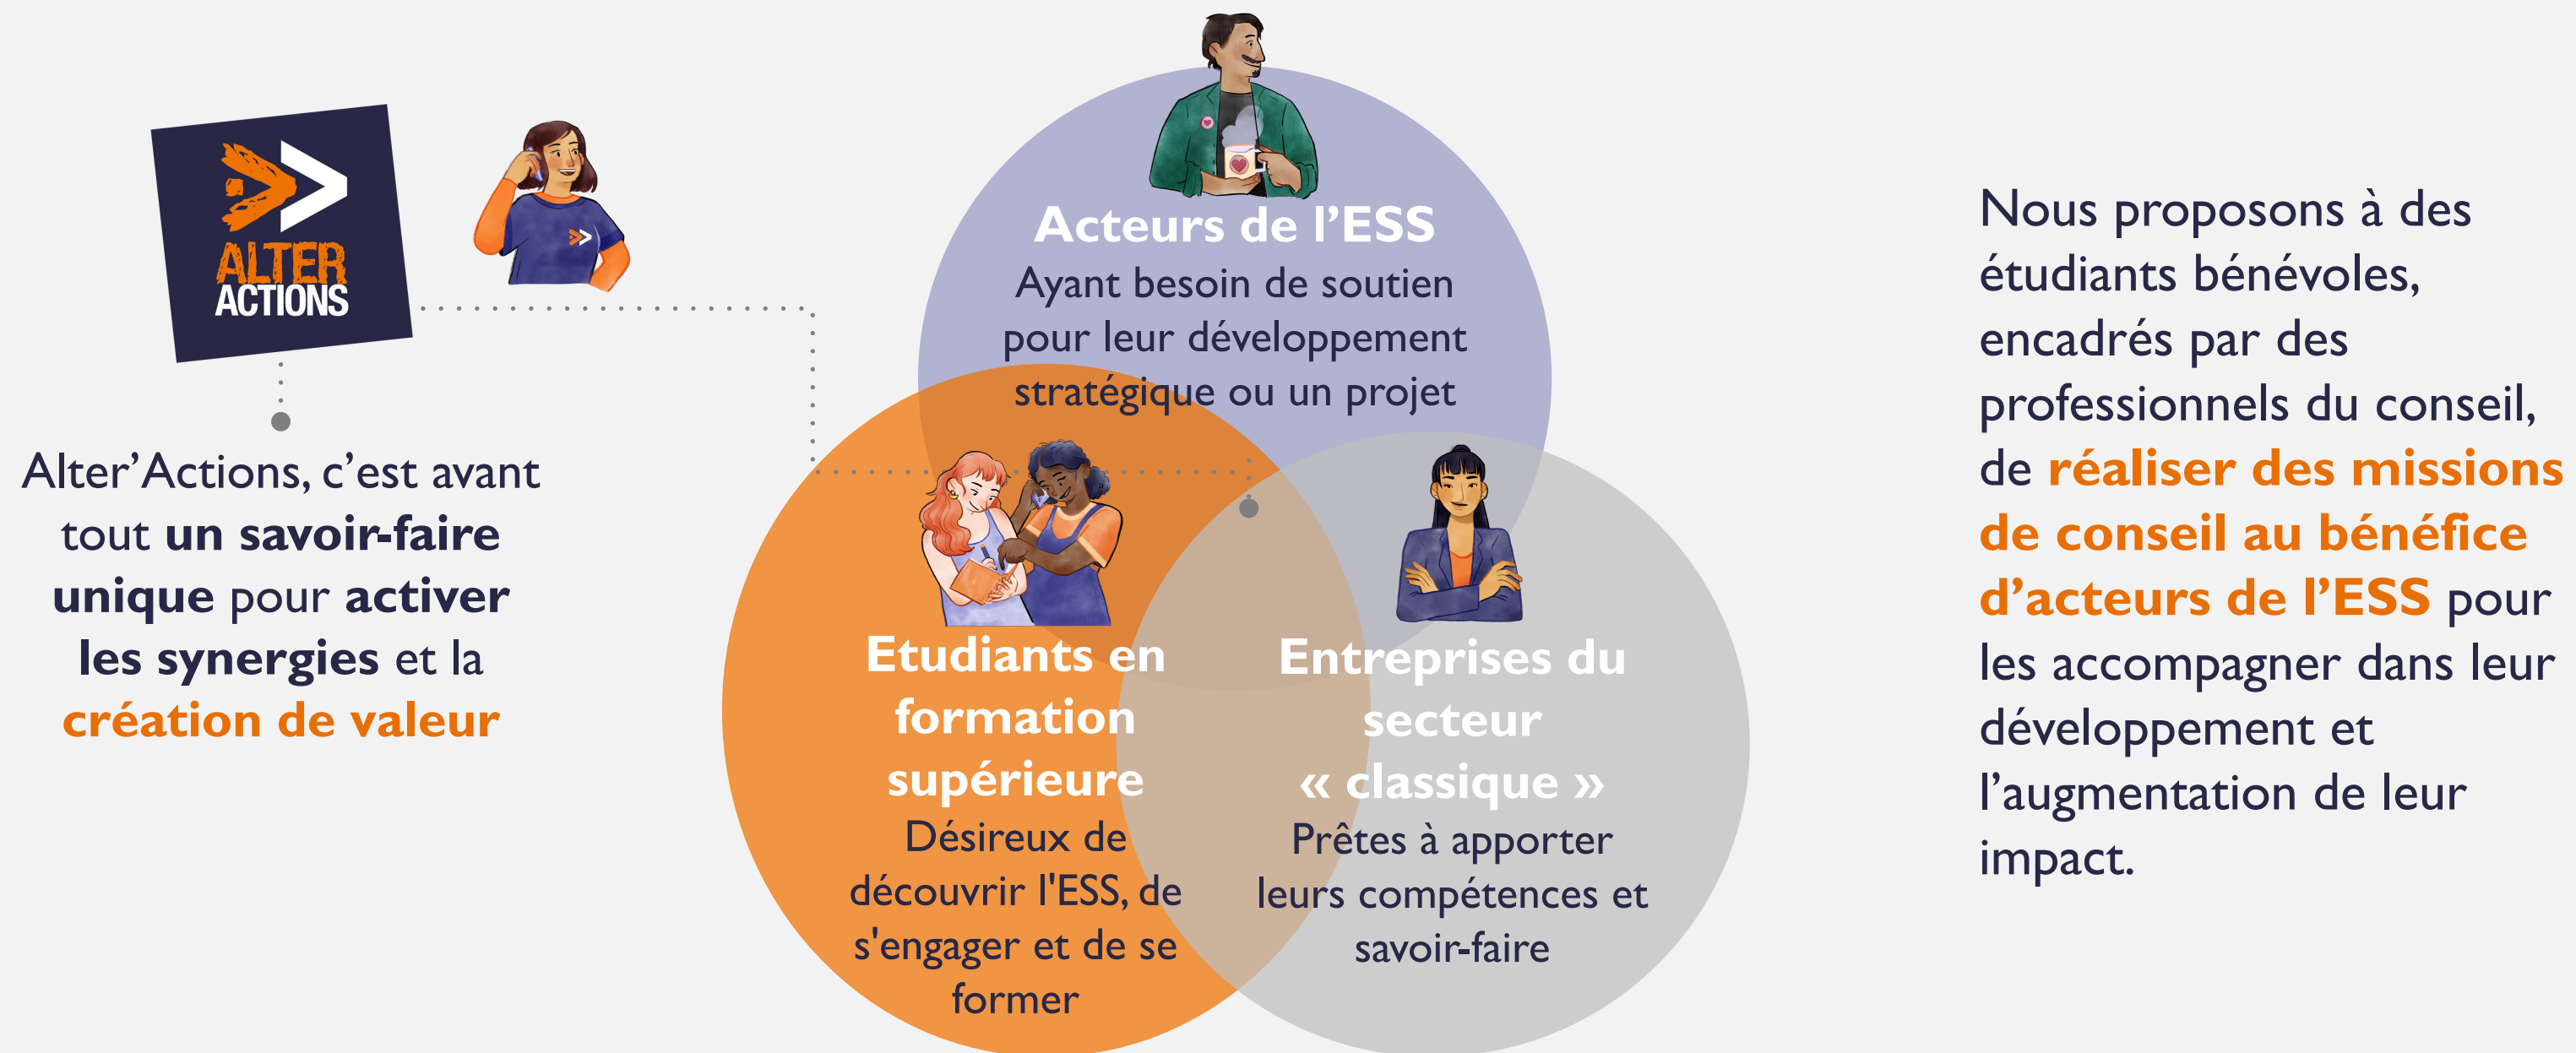 ALTER
ACTIONS
Alter'Actions, c'est avant
tout un savoir-faire
unique pour activer
les synergies et la
création de valeur
Acteurs de l'ESS
Ayant besoin de soutien
pour leur développement
stratégique ou un projet
Etudiants en
formation
supérieure
Désireux de
découvrir l'ESS, de
s'engager et de se
former
Entreprises du
secteur
« classique »
Prêtes à apporter
leurs compétences et
savoir-faire
Nous proposons à des
étudiants bénévoles,
encadrés par des
professionnels du conseil,
de réaliser des missions
de conseil au bénéfice
d'acteurs de l'ESS pour
les accompagner dans leur
développement et
l'augmentation de leur
impact.